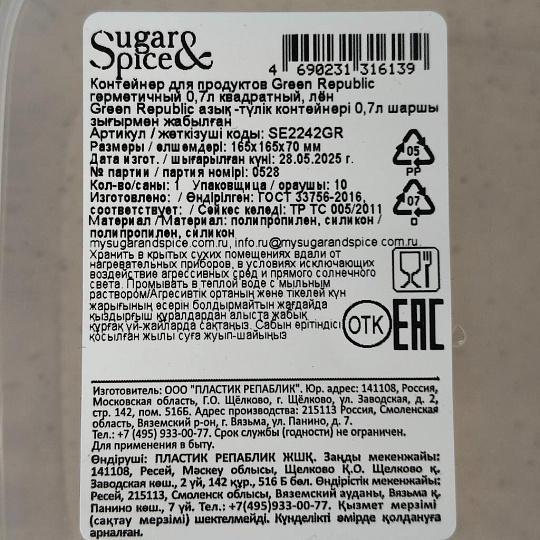 Sugar&
Spice
4 690231 316139
Контейнер для продуктов Green Republic
герметичный 0,7л квадратный, лён
Green Republic азық -түлік контейнері 0,7л шаршы
зығырмен жабылған
Артикул / жеткізуші коды: SE2242GR
Размеры / өлшемдері: 165x165x70 мм
Дата изгот. / шығарылған күні: 28.05.2025 г.
№ партии / партия номірі: 0528
Кол-во/саны: 1 Упаковщица / ораушы: 10
Изготовлено: / Өндірілген: ГОСТ 33756-2016,
соответствует: / Сәйкес келеді: ТР ТС 005/2011
Материал /Материал: полипропилен, силикон /
полипропилен, силикон
mysugarandspice.com.ru, info.ru@mysugarandspice.com.ru
Хранить в крытых сухих помещениях вдали от
нагревательных приборов, в условиях исключающих
воздействие агрессивных сред и прямого солнечного
света. Промывать в теплой воде с мыльным
раствором/Агрессивтік ортаның және тікелей күн
жарығының әсерін болдырмайтын жағдайда
қыздырғыш құралдардан алыста жабық
құрғақ үй-жайларда сақтаңыз. Сабын ерітіндісі
қосылған жылы суға жуып-шайыңыз
05
PP
07
O
ОТК
EAC
Изготовитель: ООО "ПЛАСТИК РЕПАБЛИК". Юр. адрес: 141108, Россия,
Московская область, Г.О. Щёлково, г. Щёлково, ул. Заводская, д. 2,
стр. 142, пом. 516Б. Адрес производства: 215113 Россия, Смоленская
область, Вяземский р-он, г. Вязьма, ул. Панино, д. 7.
Тел.: +7 (495) 933-00-77. Срок службы (годности) не ограничен.
Для применения в быту.
Өндіруші: ПЛАСТИК РЕПАБЛИК ЖШҚ. Заңды мекенжайы:
141108, Ресей, Мәскеу облысы, Щелково Қ.О. Щелково қ.
Заводская көш., 2 үй, 142 құр., 516 Б бөл. Өндірістік мекенжайы:
Ресей, 215113, Смоленск облысы, Вяземский ауданы, Вязьма қ.
Панино көш., 7 үй. Тел.: +7(495)933-00-77. Қызмет мерзімі
(сақтау мерзімі) шектелмейді. Күнделікті өмірде қолдануға
арналған.